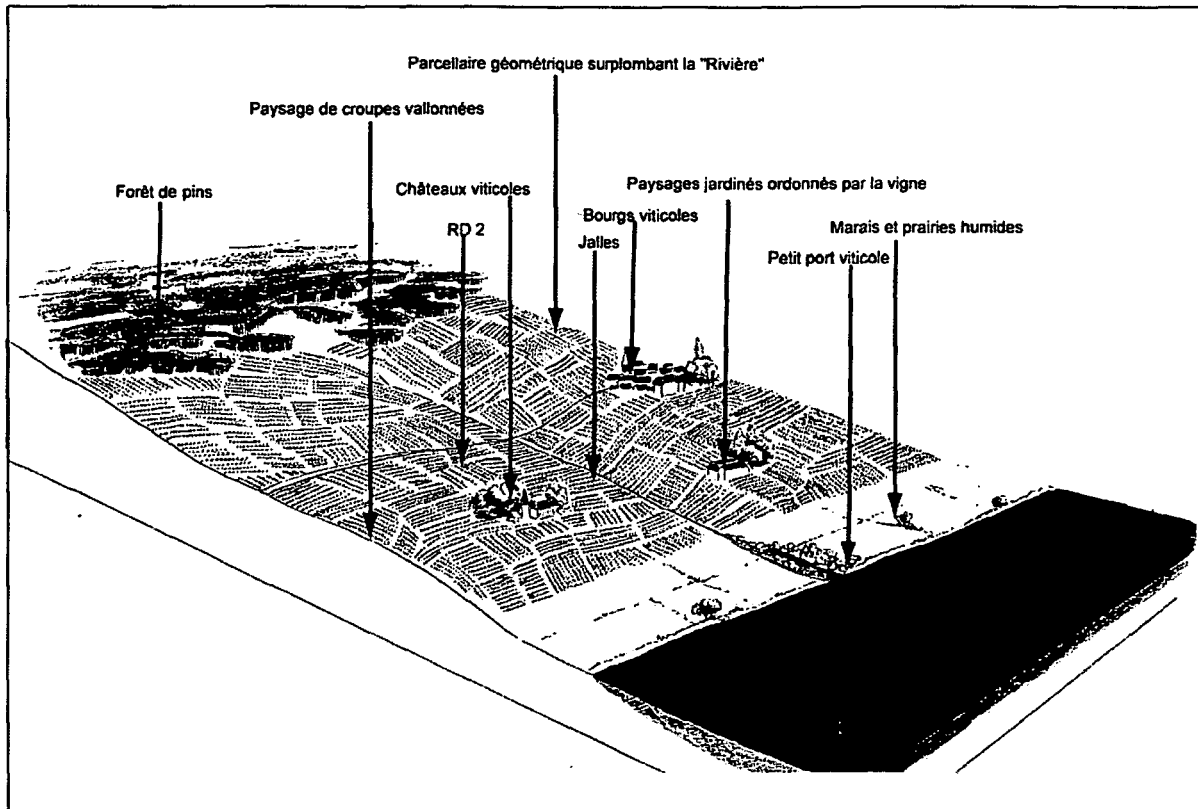 Parcellaire géométrique surplombant la "Rivière"
Paysage de croupes vallonnées
Forêt de pins
Châteaux viticoles
Paysages jardinés ordonnés par la vigne
RD 2
Bourgs viticoles
Jalles
Marais et prairies humides
Petit port viticole